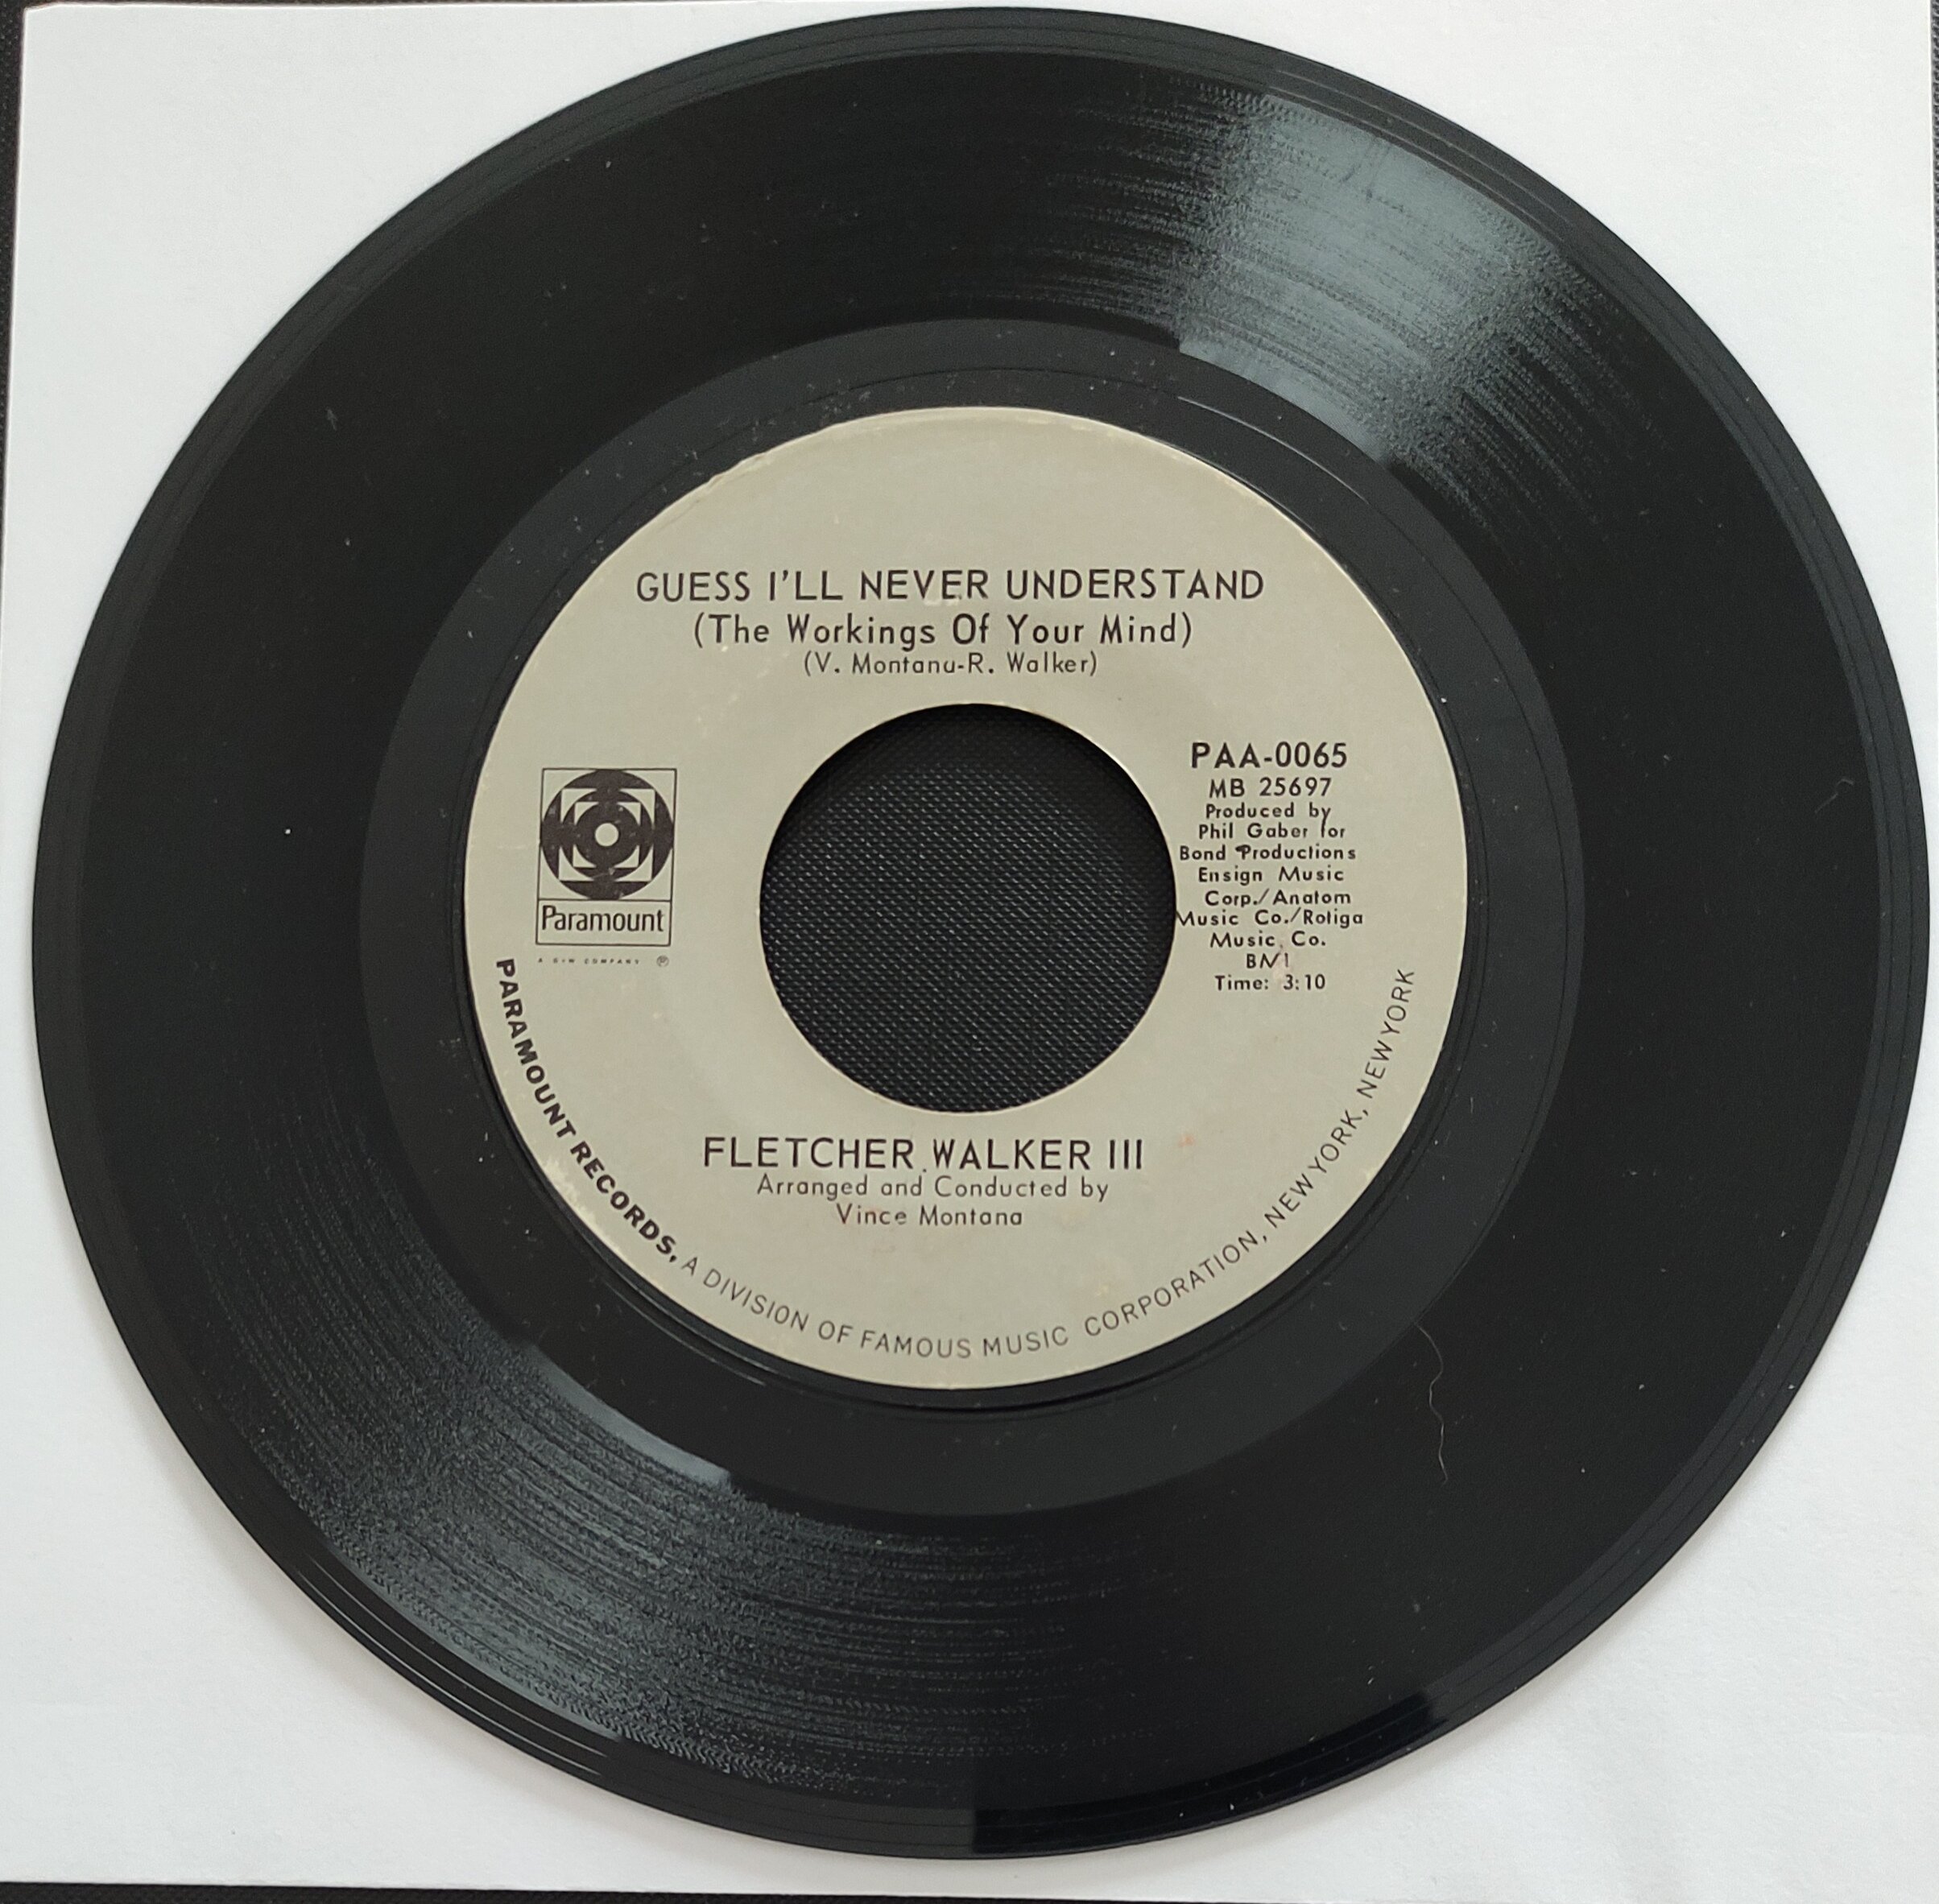 GUESS I'LL NEVER UNDERSTAND
(The Workings Of Your Mind)
(V. Montana-R. Walker)
PAA-0065
MB 25697
Produced by
Phil Gaber for
Bond Productions
Ensign Music
Corp./Anatom
Music Co./Rotiga
Music Co.
BMI
Time: 3:10
Paramount
A G+W COMPANY ℗
FLETCHER WALKER III
Arranged and Conducted by
Vince Montana
PARAMOUNT RECORDS, A DIVISION OF FAMOUS MUSIC CORPORATION, NEW YORK, NEW YORK